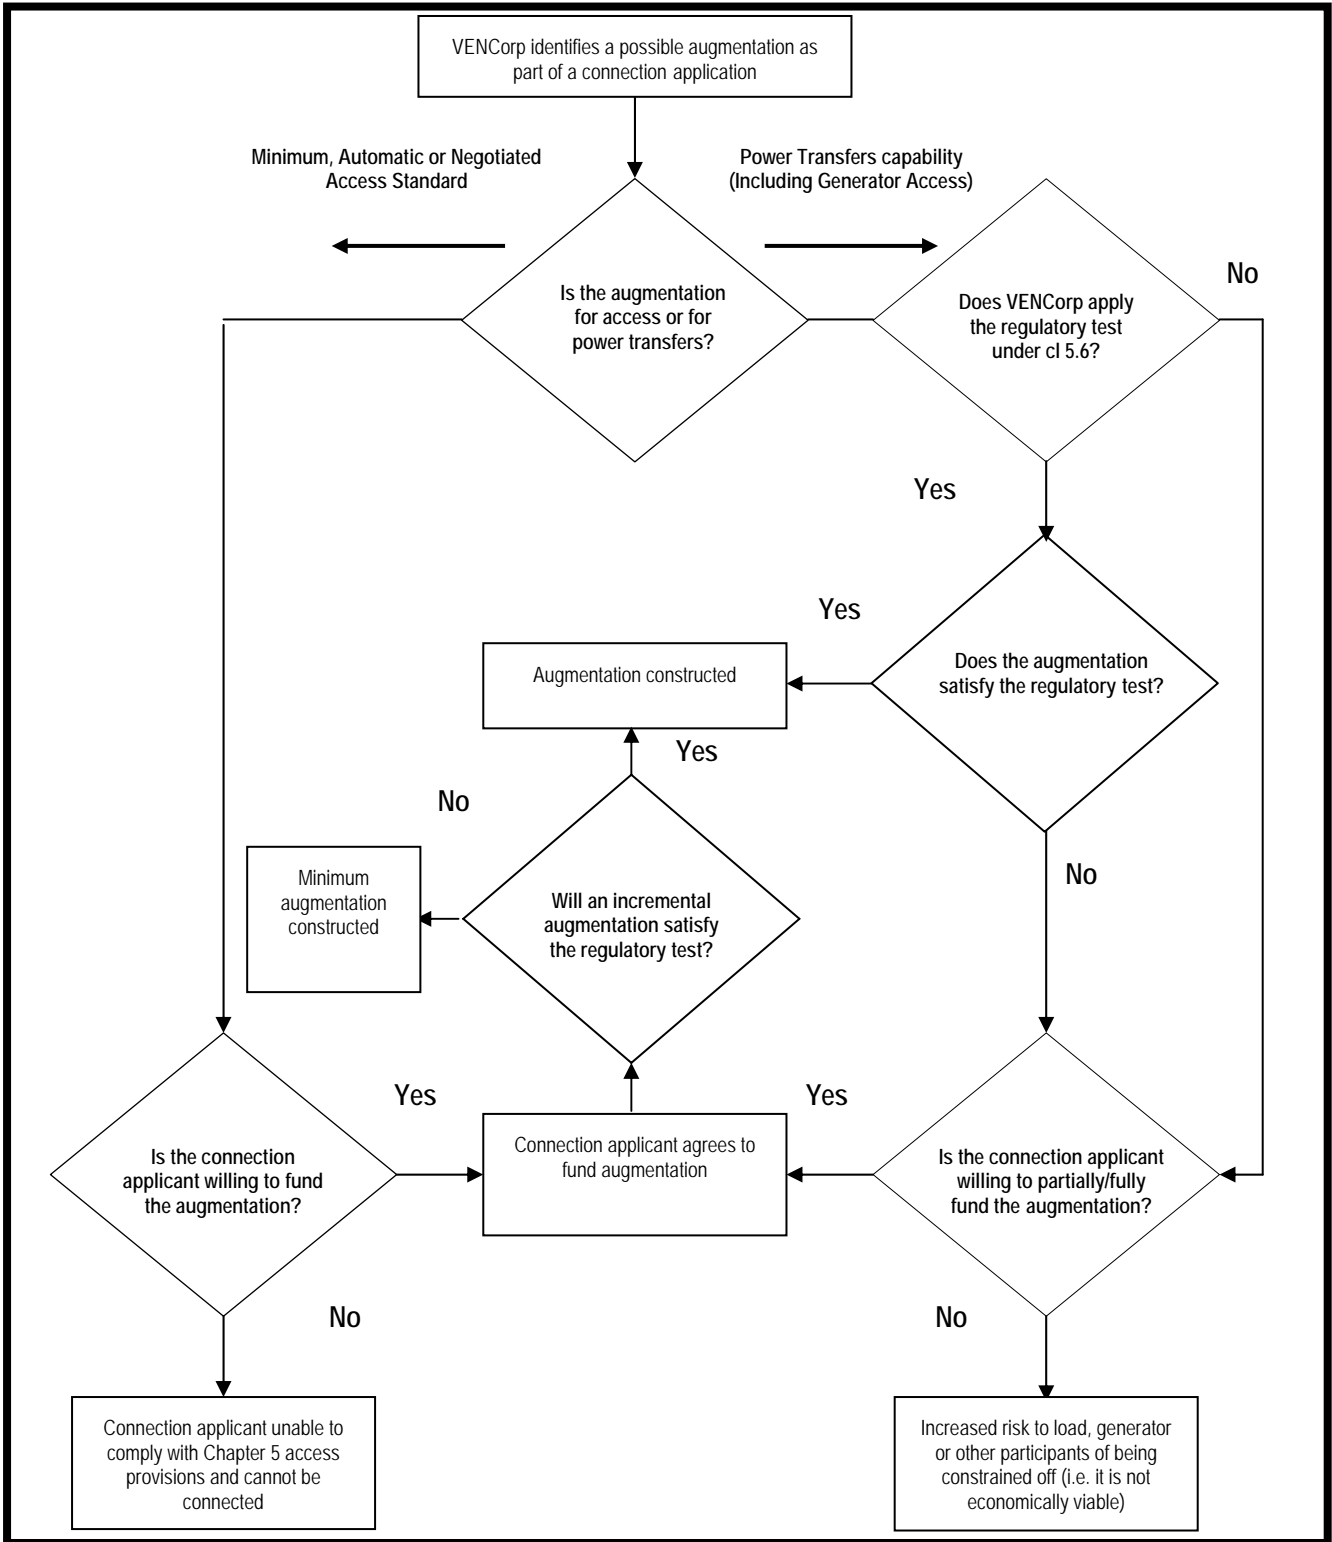 VENCorp identifies a possible augmentation as
part of a connection application
Minimum, Automatic or Negotiated
Access Standard
Power Transfers capability
(Including Generator Access)
Is the augmentation
for access or for
power transfers?
Does VENCorp apply
the regulatory test
under cl 5.6?
No
Yes
Yes
Does the augmentation
satisfy the regulatory test?
Augmentation constructed
Yes
No
No
Minimum
augmentation
constructed
Will an incremental
augmentation satisfy
the regulatory test?
Yes
Yes
Is the connection
applicant willing to fund
the augmentation?
Connection applicant agrees to
fund augmentation
Is the connection applicant
willing to partially/fully
fund the augmentation?
No
No
Connection applicant unable to
comply with Chapter 5 access
provisions and cannot be
connected
Increased risk to load, generator
or other participants of being
constrained off (i.e. it is not
economically viable)